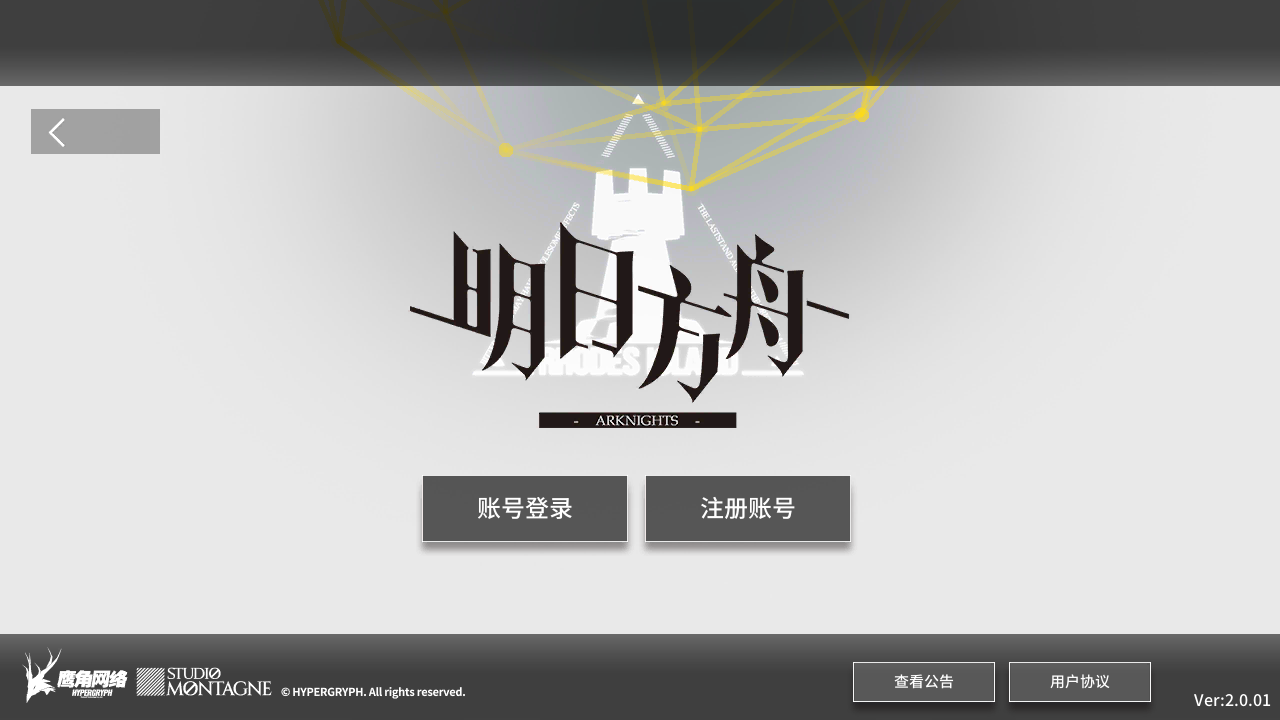 明日方舟
RHODES ISLAND
- ARKNIGHTS -
账号登录
注册账号
鹰角网络
HYPERGRYPH
STUDIO
MONTAGNE
© HYPERGRYPH. All rights reserved.
查看公告
用户协议
Ver:2.0.01